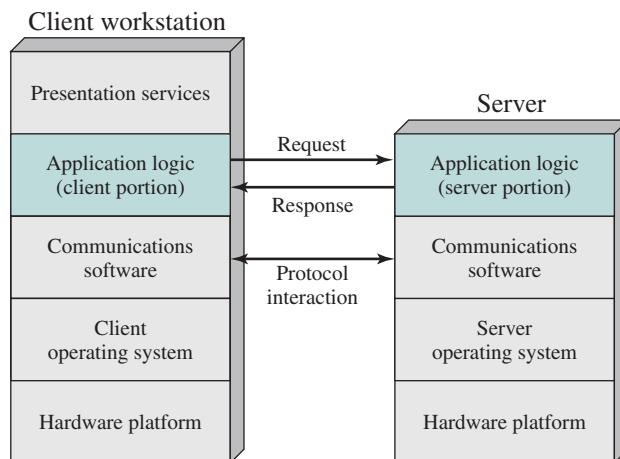 Client workstation
Presentation services
Application logic
(client portion)
Communications
software
Client
operating system
Hardware platform
Request
Response
Protocol
interaction
Server
Application logic
(server portion)
Communications
software
Server
operating system
Hardware platform